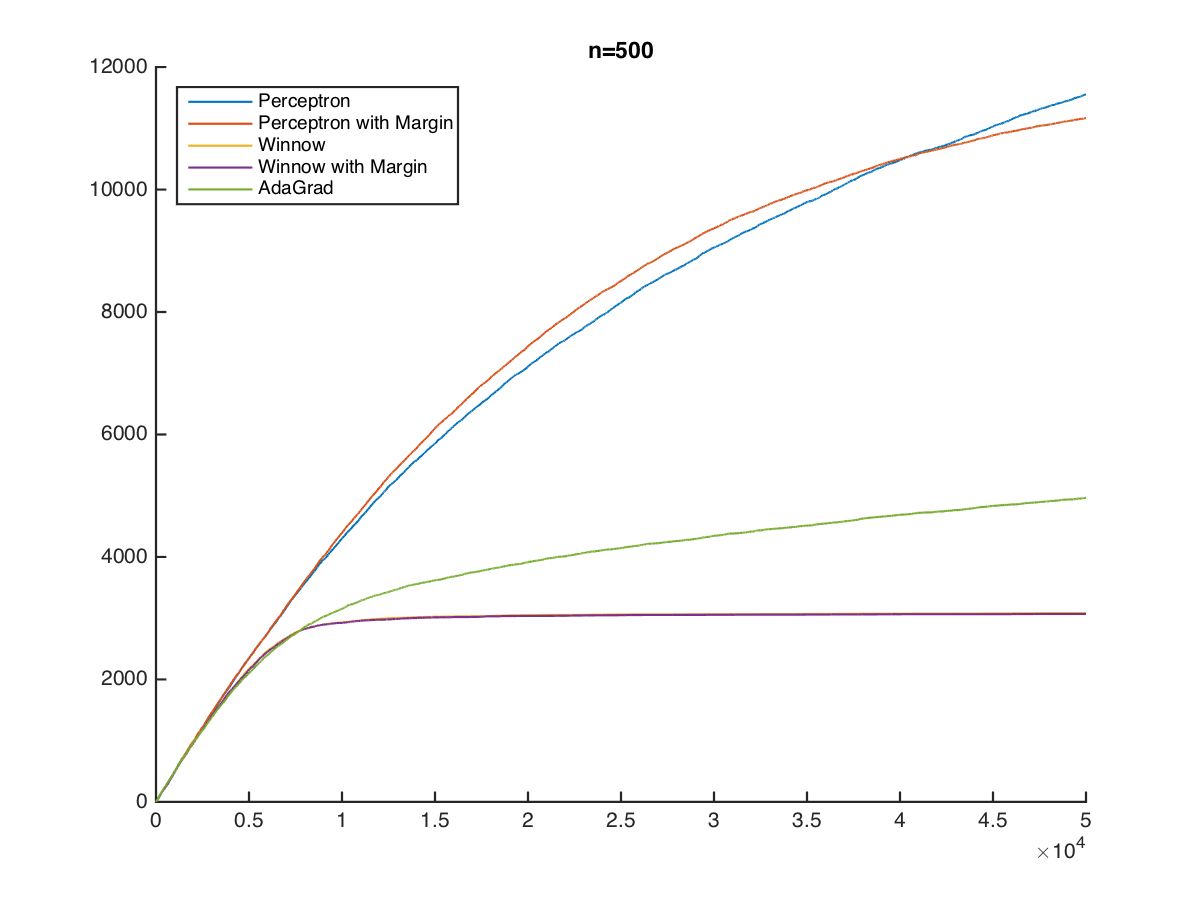 n=500
12000
10000
8000
6000
4000
2000
0
Perceptron
Perceptron with Margin
Winnow
Winnow with Margin
AdaGrad
0 0.5 1 1.5 2 2.5 3 3.5 4 4.5 5
×10⁴